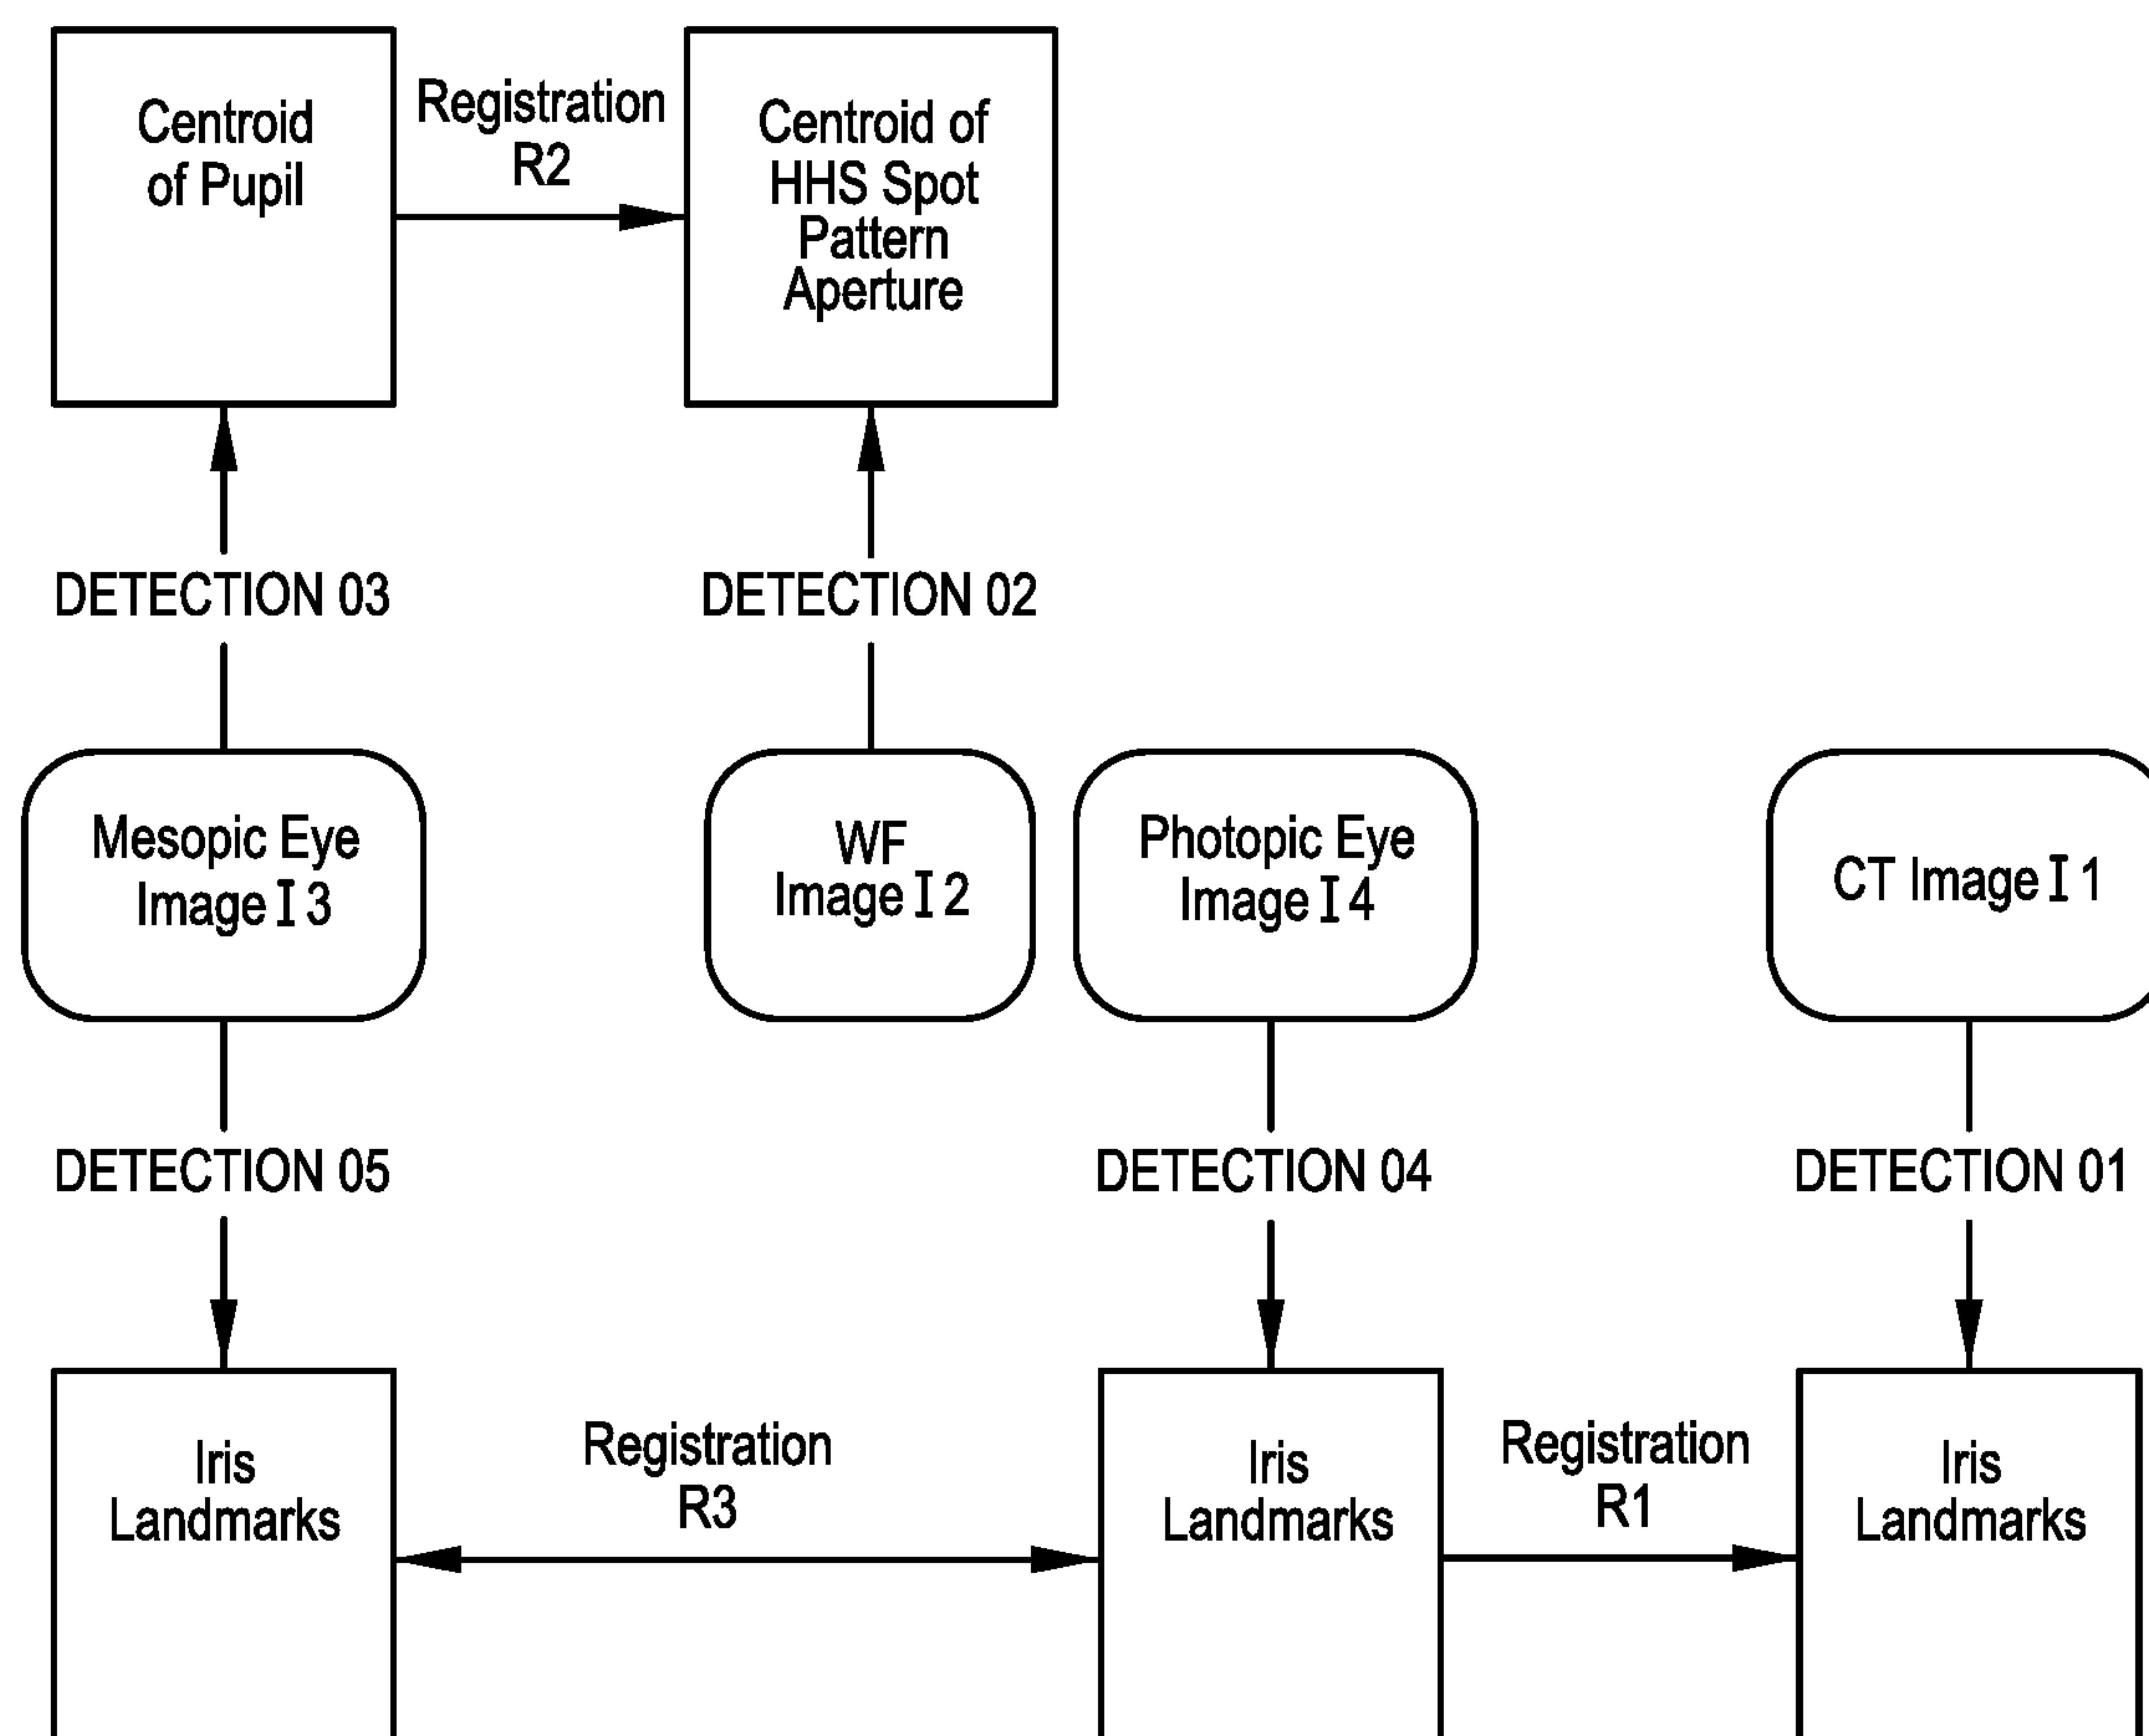 Centroid
of Pupil
Registration
R2
Centroid of
HHS Spot
Pattern
Aperture
DETECTION 03
DETECTION 02
Mesopic Eye
Image I 3
WF
Image I 2
Photopic Eye
Image I 4
CT Image I 1
DETECTION 05
DETECTION 04
DETECTION 01
Iris
Landmarks
Registration
R3
Iris
Landmarks
Registration
R1
Iris
Landmarks